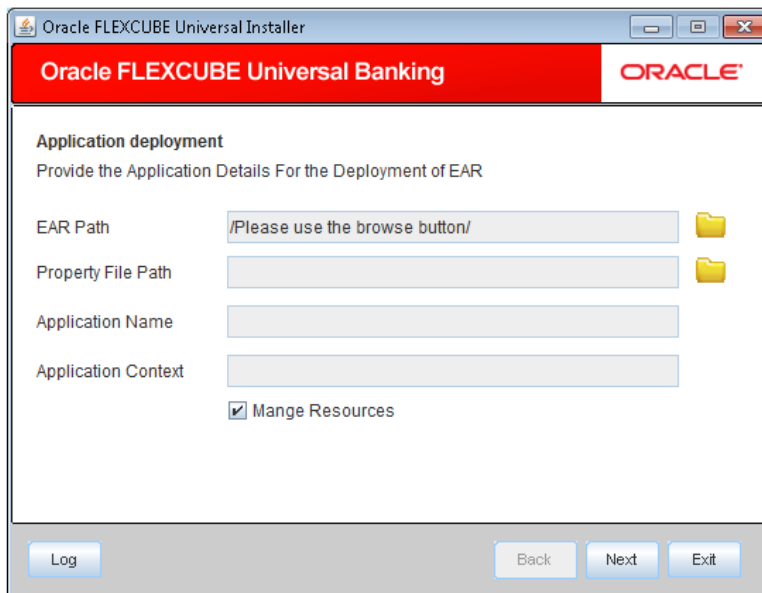 Oracle FLEXCUBE Universal Installer
Oracle FLEXCUBE Universal Banking ORACLE
Application deployment
Provide the Application Details For the Deployment of EAR
EAR Path /Please use the browse button/
Property File Path
Application Name
Application Context
Mange Resources
Log Back Next Exit